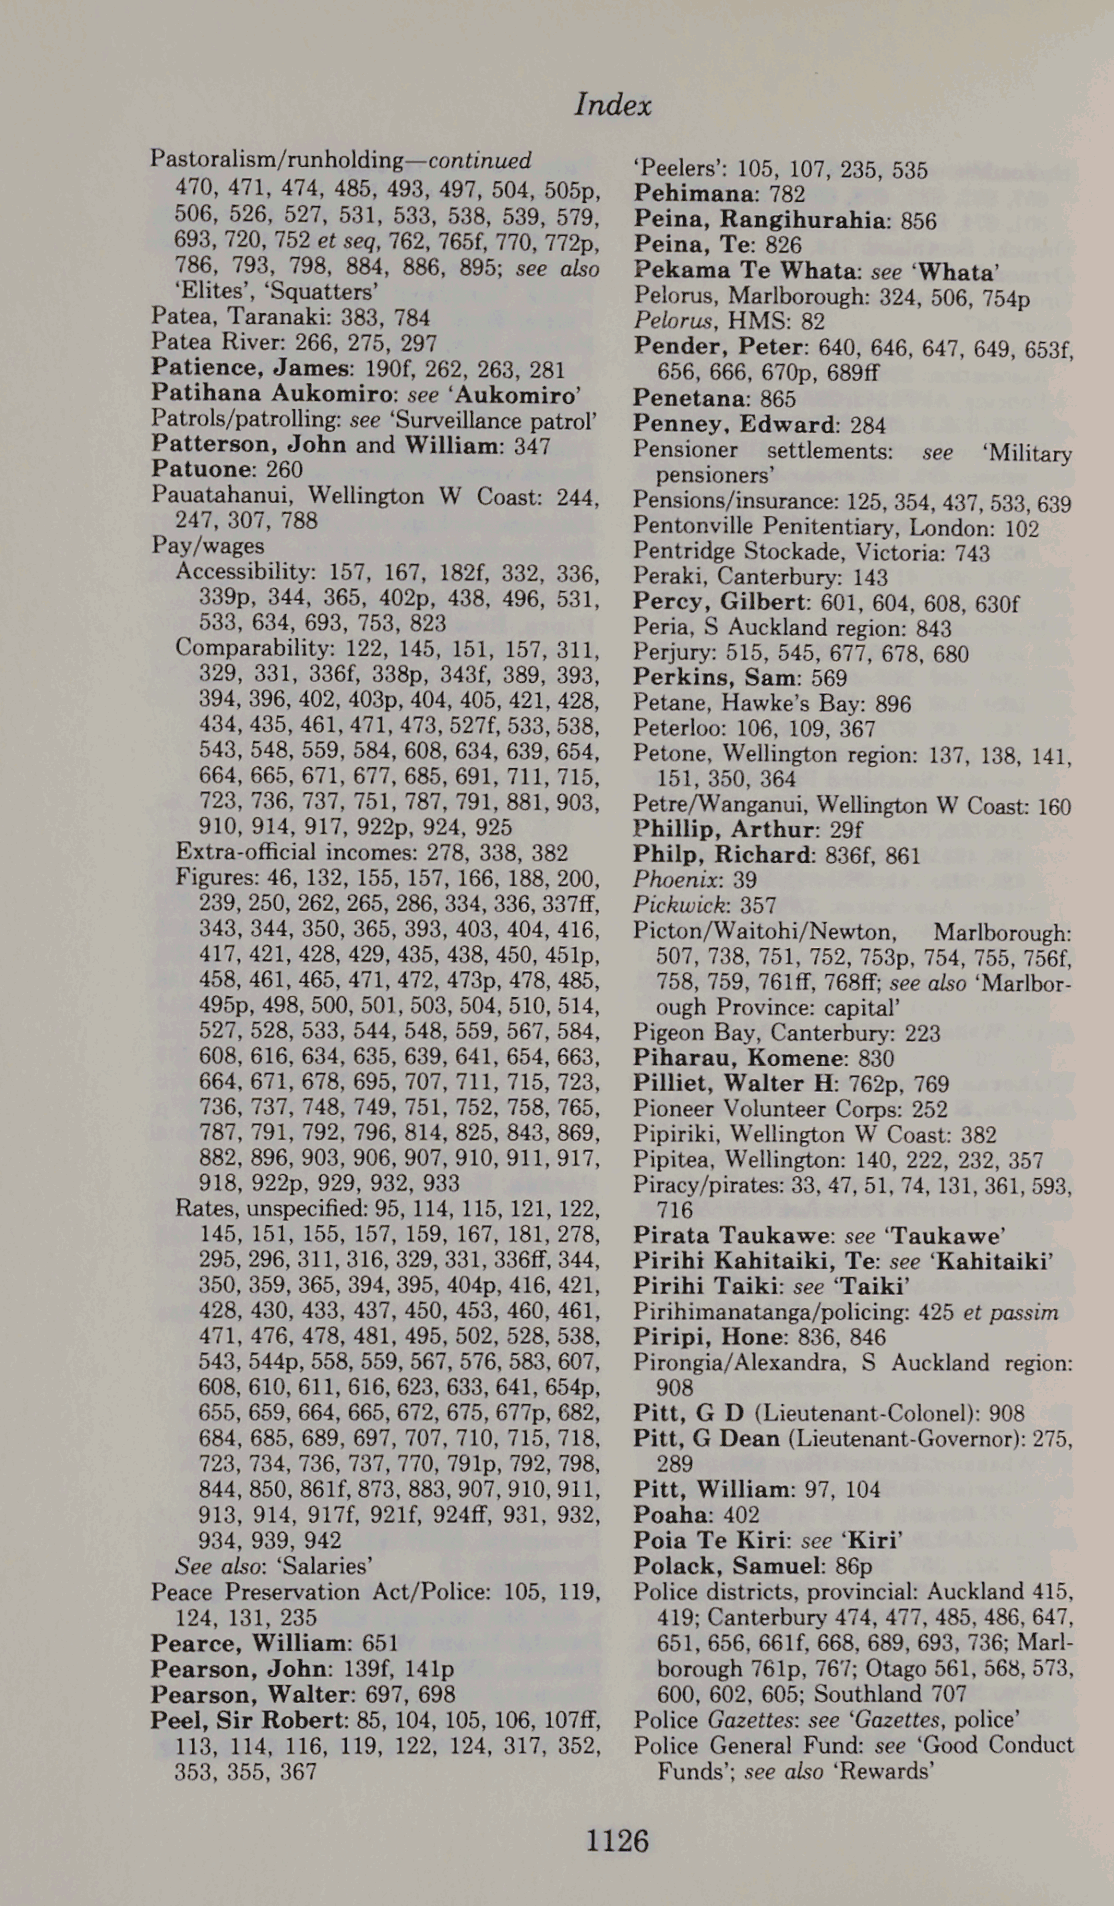 Index
Pastoralism/runholding—continued
470, 471, 474, 485, 493, 497, 504, 505p,
506, 526, 527, 531, 533, 538, 539, 579,
693, 720, 752 et seq, 762, 765f, 770, 772p,
786, 793, 798, 884, 886, 895; see also
‘Elites’, ‘Squatters’
Patea, Taranaki: 383, 784
Patea River: 266, 275, 297
Patience, James: 190f, 262, 263, 281
Patihana Aukomiro: see ‘Aukomiro’
Patrols/patrolling: see ‘Surveillance patrol’
Patterson, John and William: 347
Patuone: 260
Pauatahanui, Wellington W Coast: 244,
247, 307, 788
Pay/wages
Accessibility: 157, 167, 182f, 332, 336,
339p, 344, 365, 402p, 438, 496, 531,
533, 634, 693, 753, 823
Comparability: 122, 145, 151, 157, 311,
329, 331, 336f, 338p, 343f, 389, 393,
394, 396, 402, 403p, 404, 405, 421, 428,
434, 435, 461, 471, 473, 527f, 533, 538,
543, 548, 559, 584, 608, 634, 639, 654,
664, 665, 671, 677, 685, 691, 711, 715,
723, 736, 737, 751, 787, 791, 881, 903,
910, 914, 917, 922p, 924, 925
Extra-official incomes: 278, 338, 382
Figures: 46, 132, 155, 157, 166, 188, 200,
239, 250, 262, 265, 286, 334, 336, 337ff,
343, 344, 350, 365, 393, 403, 404, 416,
417, 421, 428, 429, 435, 438, 450, 451p,
458, 461, 465, 471, 472, 473p, 478, 485,
495p, 498, 500, 501, 503, 504, 510, 514,
527, 528, 533, 544, 548, 559, 567, 584,
608, 616, 634, 635, 639, 641, 654, 663,
664, 671, 678, 695, 707, 711, 715, 723,
736, 737, 748, 749, 751, 752, 758, 765,
787, 791, 792, 796, 814, 825, 843, 869,
882, 896, 903, 906, 907, 910, 911, 917,
918, 922p, 929, 932, 933
Rates, unspecified: 95, 114, 115, 121, 122,
145, 151, 155, 157, 159, 167, 181, 278,
295, 296, 311, 316, 329, 331, 336ff, 344,
350, 359, 365, 394, 395, 404p, 416, 421,
428, 430, 433, 437, 450, 453, 460, 461,
471, 476, 478, 481, 495, 502, 528, 538,
543, 544p, 558, 559, 567, 576, 583, 607,
608, 610, 611, 616, 623, 633, 641, 654p,
655, 659, 664, 665, 672, 675, 677p, 682,
684, 685, 689, 697, 707, 710, 715, 718,
723, 734, 736, 737, 770, 791p, 792, 798,
844, 850, 861f, 873, 883, 907, 910, 911,
913, 914, 917f, 921f, 924ff, 931, 932,
934, 939, 942
See also: ‘Salaries’
Peace Preservation Act/Police: 105, 119,
124, 131, 235
Pearce, William: 651
Pearson, John: 139f, 141p
Pearson, Walter: 697, 698
Peel, Sir Robert: 85, 104, 105, 106, 107ff,
113, 114, 116, 119, 122, 124, 317, 352,
353, 355, 367
‘Peelers’: 105, 107, 235, 535
Pehimana: 782
Peina, Rangihurahia: 856
Peina, Te: 826
Pekama Te Whata: see ‘Whata’
Pelorus, Marlborough: 324, 506, 754p
Pelorus, HMS: 82
Pender, Peter: 640, 646, 647, 649, 653f,
656, 666, 670p, 689ff
Penetana: 865
Penney, Edward: 284
Pensioner settlements: see ‘Military
pensioners’
Pensions/insurance: 125, 354, 437, 533, 639
Pentonville Penitentiary, London: 102
Pentridge Stockade, Victoria: 743
Peraki, Canterbury: 143
Percy, Gilbert: 601, 604, 608, 630f
Peria, S Auckland region: 843
Perjury: 515, 545, 677, 678, 680
Perkins, Sam: 569
Petane, Hawke’s Bay: 896
Peterloo: 106, 109, 367
Petone, Wellington region: 137, 138, 141,
151, 350, 364
Petre/Wanganui, Wellington W Coast: 160
Phillip, Arthur: 29f
Philp, Richard: 836f, 861
Phoenix: 39
Pickwick: 357
Picton/Waitohi/Newton, Marlborough:
507, 738, 751, 752, 753p, 754, 755, 756f,
758, 759, 761ff, 768ff; see also ‘Marlbor-
ough Province: capital’
Pigeon Bay, Canterbury: 223
Piharau, Komene: 830
Pilliet, Walter H: 762p, 769
Pioneer Volunteer Corps: 252
Pipiriki, Wellington W Coast: 382
Pipitea, Wellington: 140, 222, 232, 357
Piracy/pirates: 33, 47, 51, 74, 131, 361, 593,
716
Pirata Taukawe: see ‘Taukawe’
Pirihi Kahitaiki, Te: see ‘Kahitaiki’
Pirihi Taiki: see ‘Taiki’
Pirihimanatanga/policing: 425 et passim
Piripi, Hone: 836, 846
Pirongia/Alexandra, S Auckland region:
908
Pitt, G D (Lieutenant-Colonel): 908
Pitt, G Dean (Lieutenant-Governor): 275,
289
Pitt, William: 97, 104
Poaha: 402
Poia Te Kiri: see ‘Kiri’
Polack, Samuel: 86p
Police districts, provincial: Auckland 415,
419; Canterbury 474, 477, 485, 486, 647,
651, 656, 661f, 668, 689, 693, 736; Marl-
borough 761p, 767; Otago 561, 568, 573,
600, 602, 605; Southland 707
Police Gazettes: see ‘Gazettes, police’
Police General Fund: see ‘Good Conduct
Funds’; see also ‘Rewards’
1126